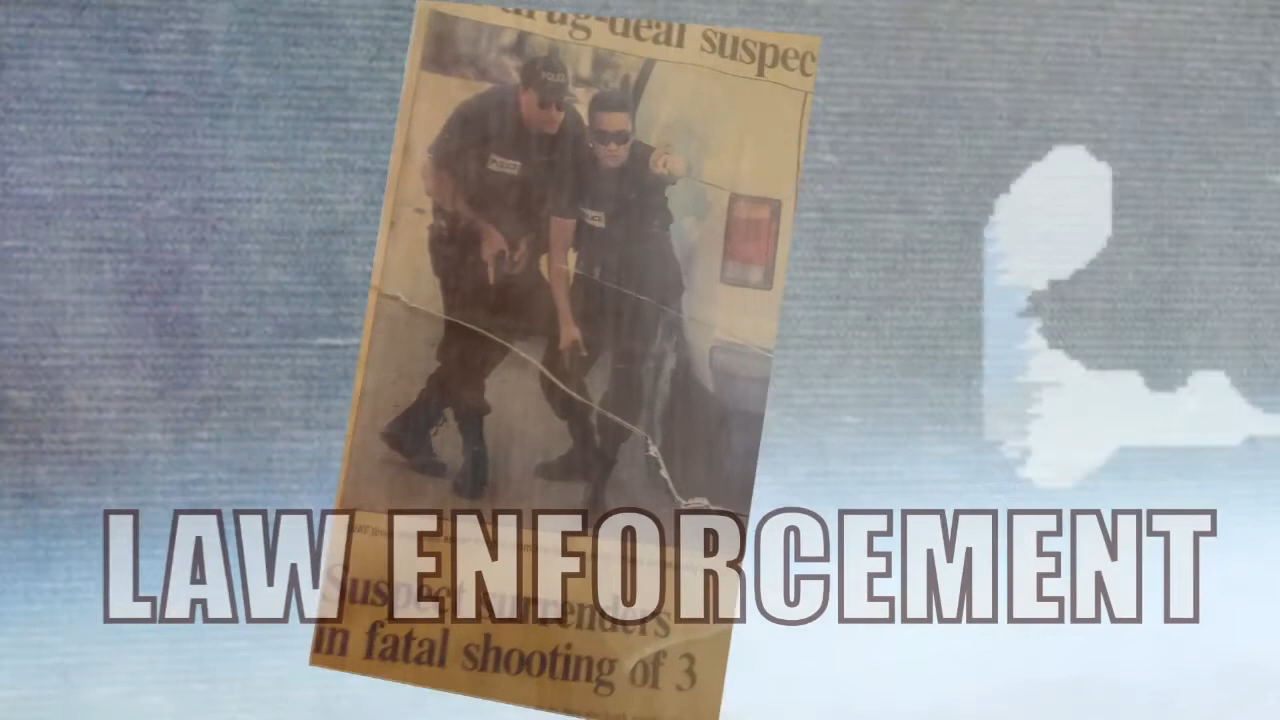 drug-deal suspec
POLICE
POLICE
POLICE
LAW ENFORCEMENT
Suspect surrenders
in fatal shooting of 3